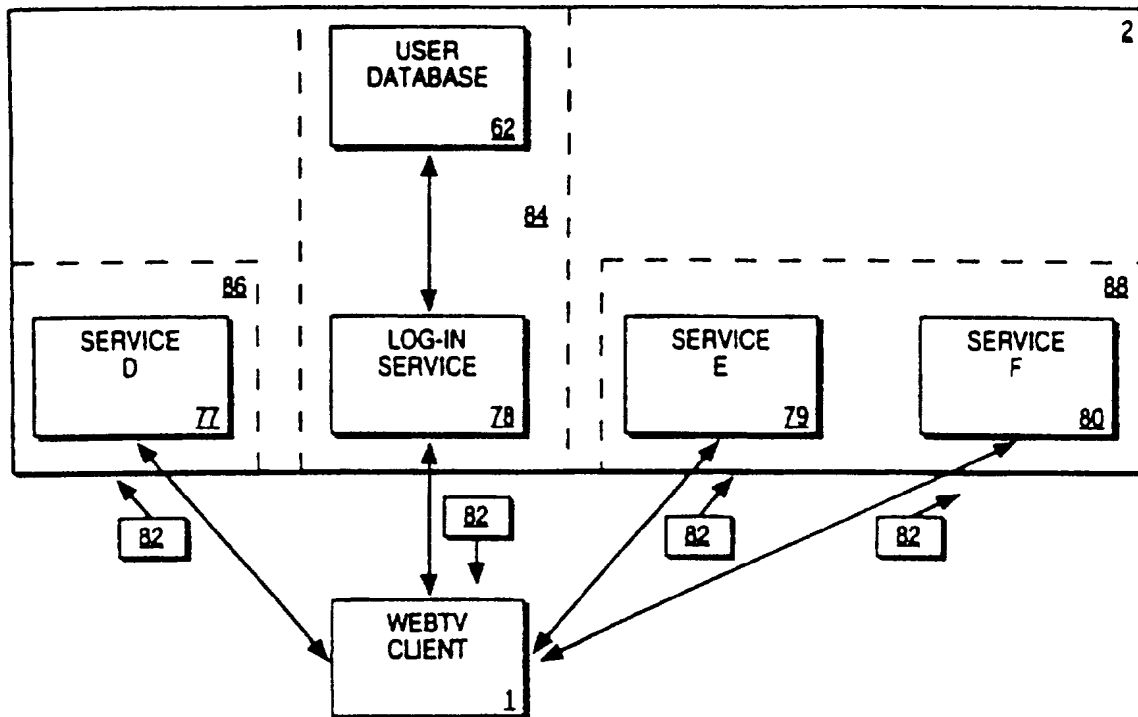 2
USER
DATABASE
62
84
86
88
SERVICE
D
77
LOG-IN
SERVICE
78
SERVICE
E
79
SERVICE
F
80
82
82
82
82
WEBTV
CLIENT
1